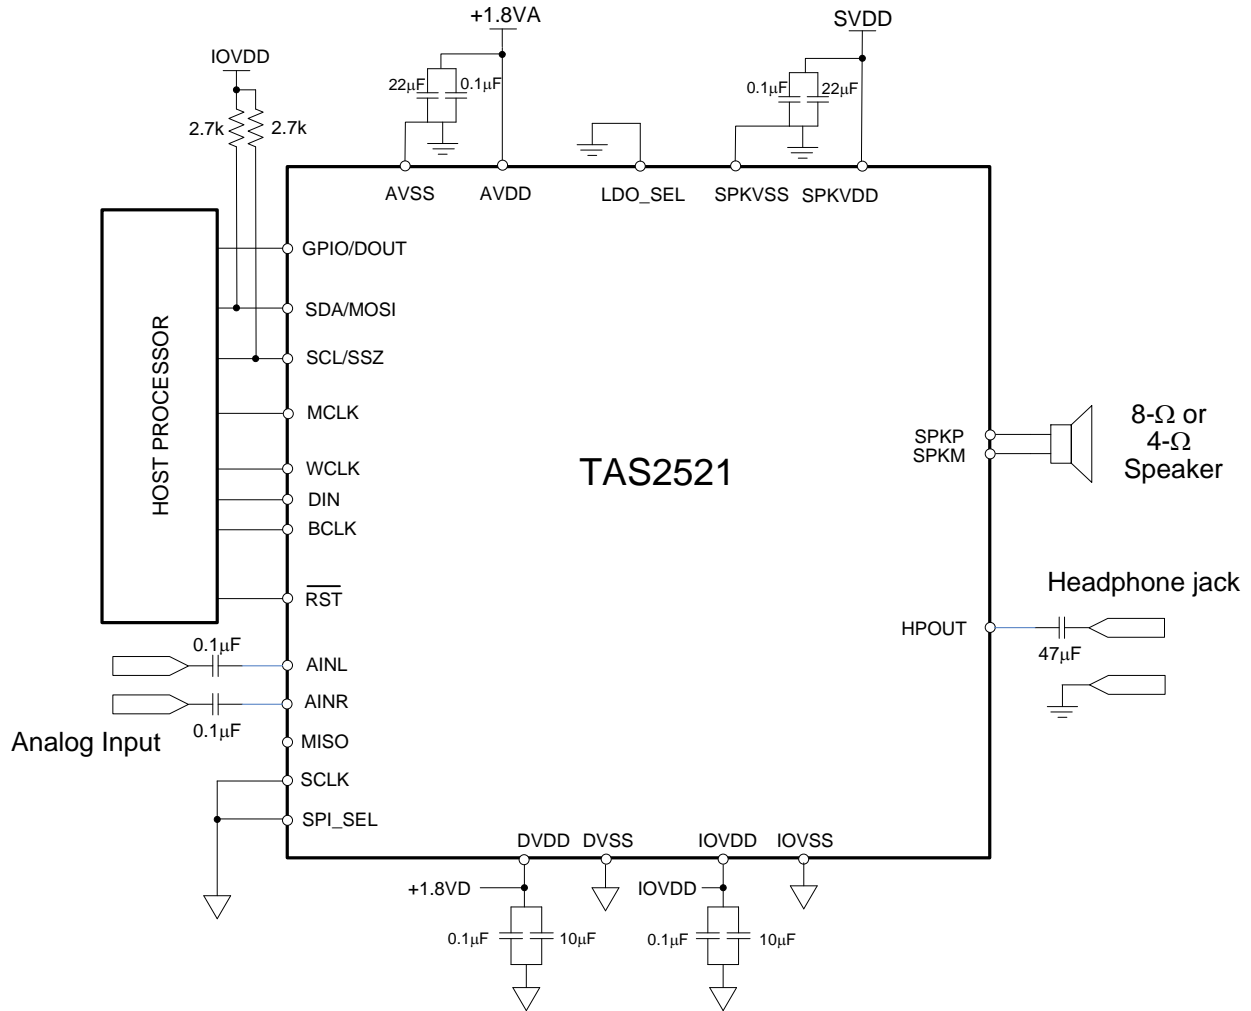 +1.8VA
SVDD
IOVDD
22μF
0.1μF
0.1μF
22μF
2.7k
2.7k
AVSS
AVDD
LDO_SEL
SPKVSS
SPKVDD
GPIO/DOUT
SDA/MOSI
SCL/SSZ
MCLK
WCLK
DIN
BCLK
RST
HOST PROCESSOR
TAS2521
SPKP
SPKM
8-Ω or
4-Ω
Speaker
Headphone jack
HPOUT
47μF
0.1μF
AINL
AINR
0.1μF
Analog Input
MISO
SCLK
SPI_SEL
DVDD
DVSS
IOVDD
IOVSS
+1.8VD
IOVDD
0.1μF
10μF
0.1μF
10μF